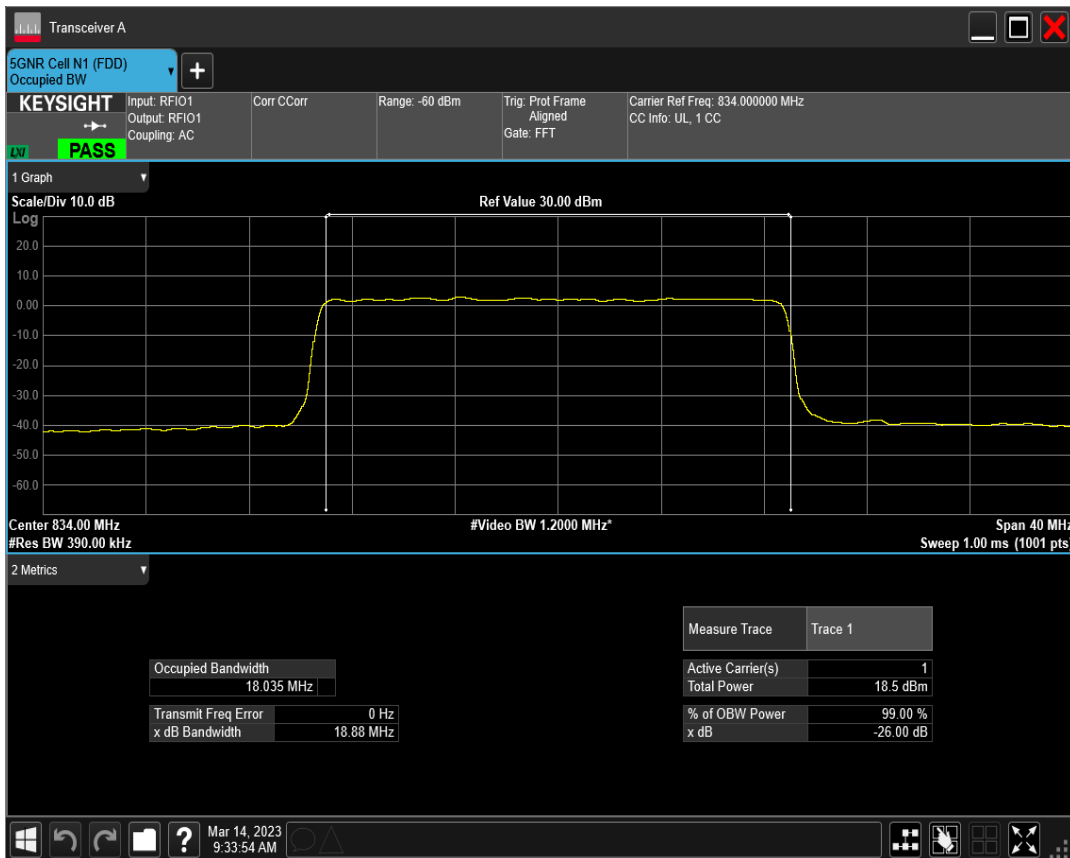 Transceiver A
5GNR Cell N1 (FDD)
Occupied BW
KEYSIGHT
LXI
PASS
Input: RFIO1
Output: RFIO1
Coupling: AC
Corr CCorr
Range: -60 dBm
Trig: Prot Frame
Aligned
Gate: FFT
Carrier Ref Freq: 834.000000 MHz
CC Info: UL, 1 CC
1 Graph
Scale/Div 10.0 dB
Ref Value 30.00 dBm
Log
20.0
10.0
0.00
-10.0
-20.0
-30.0
-40.0
-50.0
-60.0
Center 834.00 MHz
#Video BW 1.2000 MHz*
Span 40 MHz
#Res BW 390.00 kHz
Sweep 1.00 ms (1001 pts)
2 Metrics
Measure Trace Trace 1
Occupied Bandwidth
18.035 MHz
Active Carrier(s) 1
Total Power 18.5 dBm
Transmit Freq Error 0 Hz
x dB Bandwidth 18.88 MHz
% of OBW Power 99.00 %
x dB -26.00 dB
Mar 14, 2023
9:33:54 AM